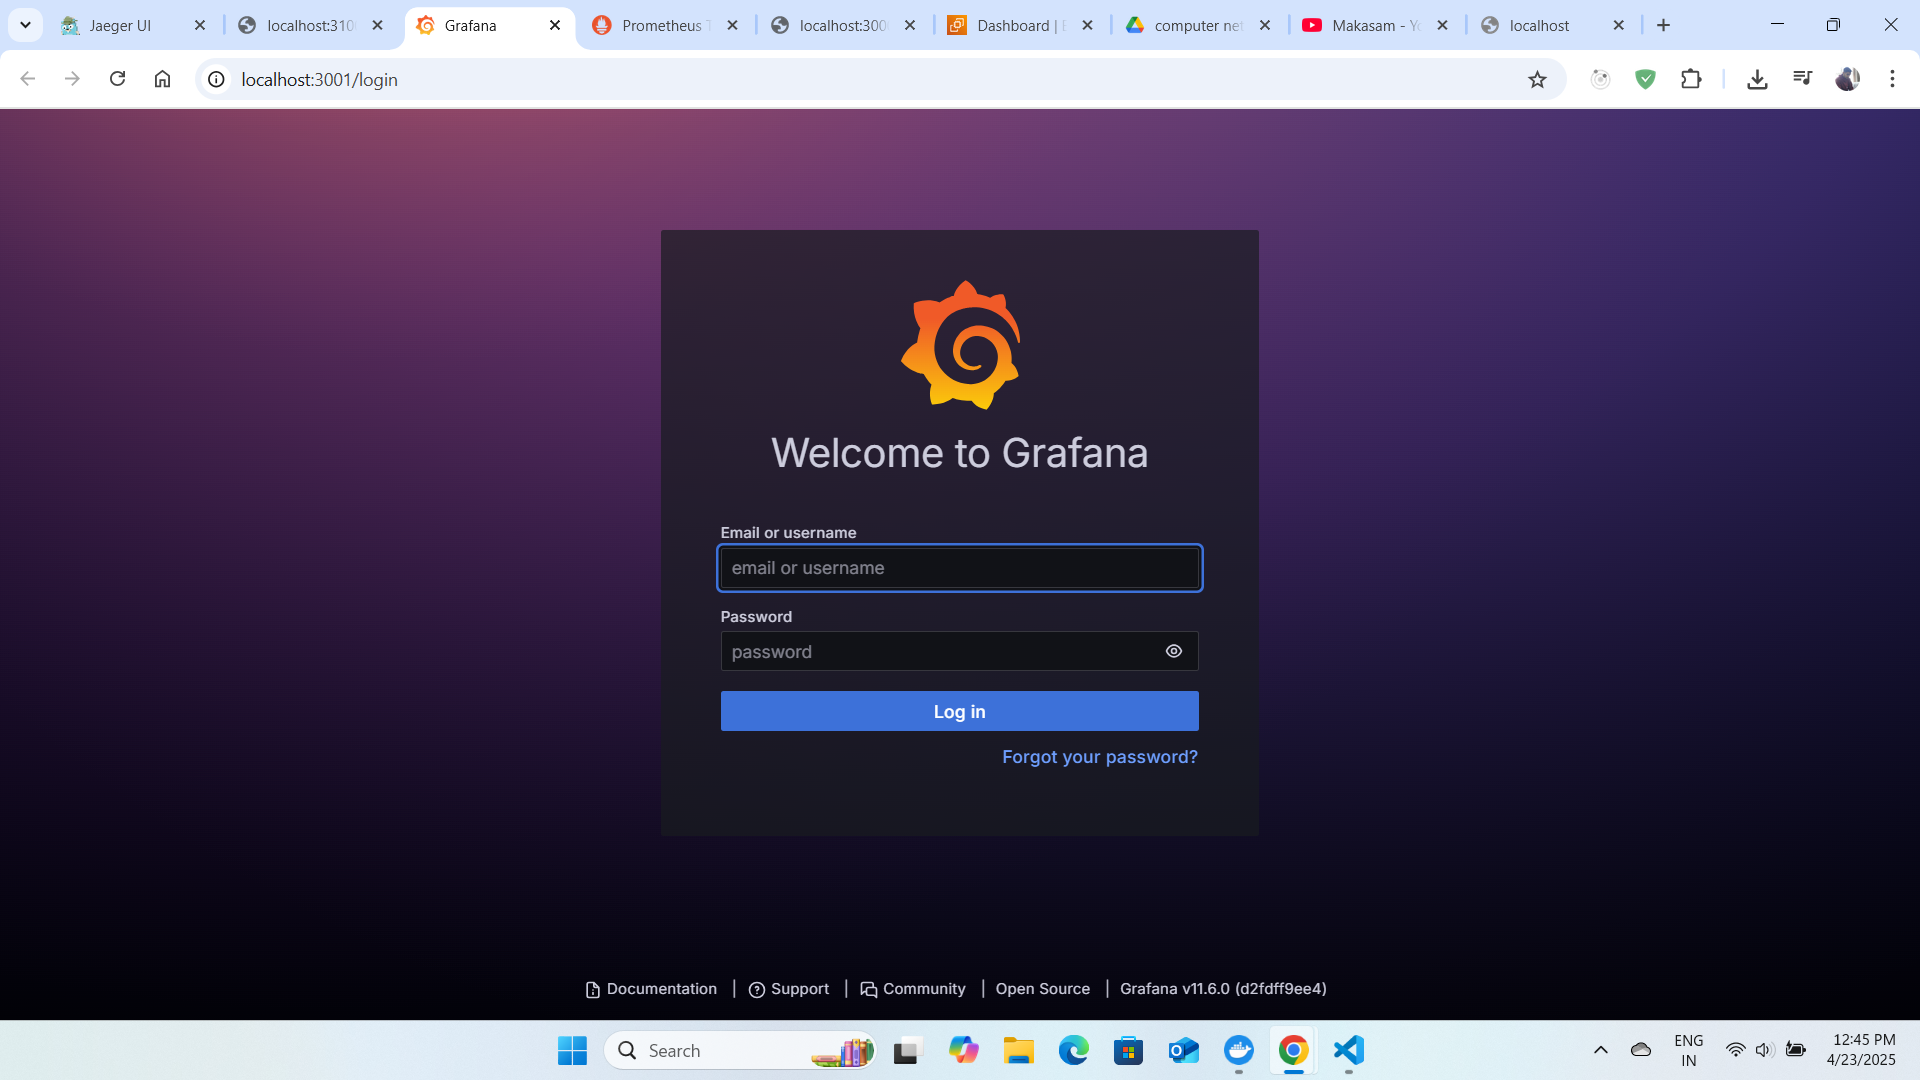 Jaeger UI
localhost:310
Grafana
Prometheus T
localhost:300
Dashboard | E
computer net
Makasam - Yo
localhost
localhost:3001/login
Welcome to Grafana
Email or username
email or username
Password
password
Log in
Forgot your password?
Documentation | Support | Community | Open Source | Grafana v11.6.0 (d2fdff9ee4)
Search
ENG
IN
12:45 PM
4/23/2025